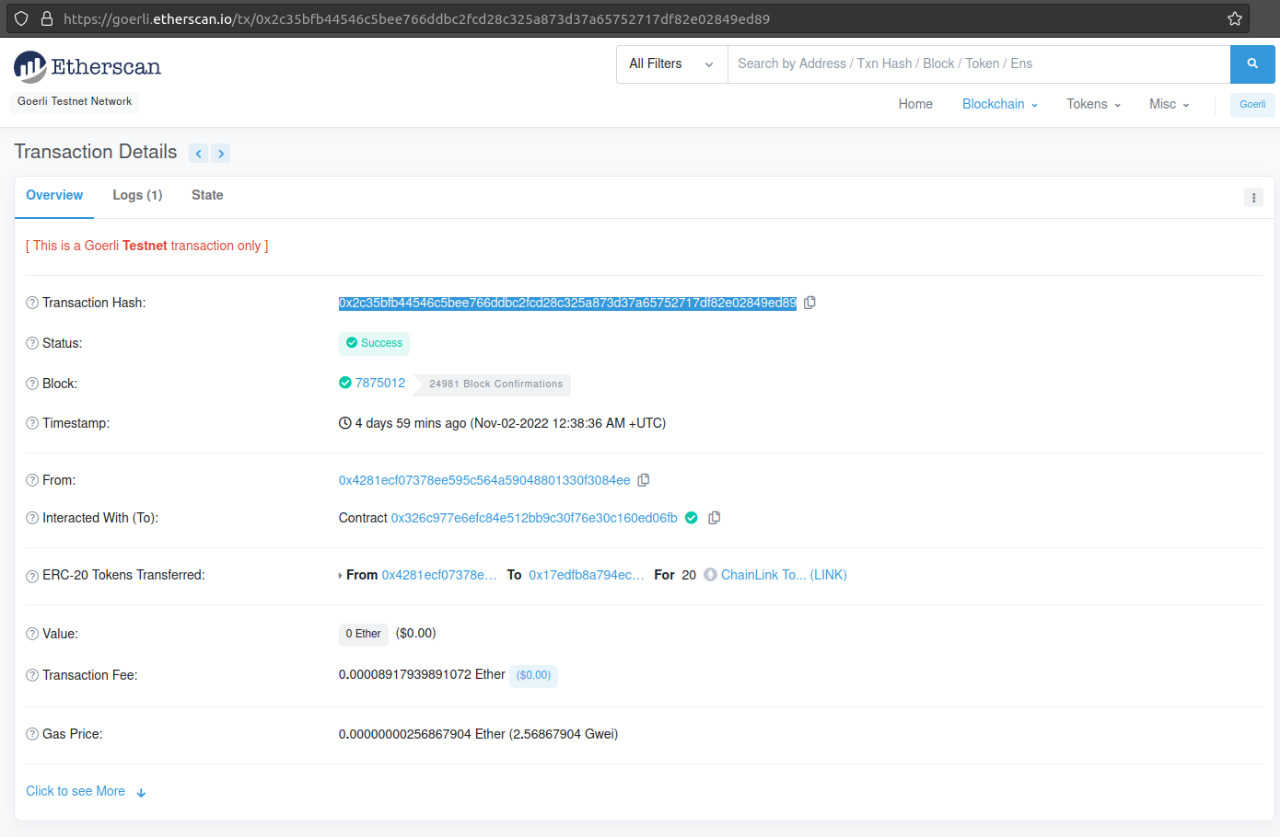 https://goerli.etherscan.io/tx/0x2c35bfb44546c5bee766ddbc2fcd28c325a873d37a65752717df82e02849ed89
Etherscan
All Filters Search by Address / Txn Hash / Block / Token / Ens
Goerli Testnet Network
Home Blockchain Tokens Misc Goerli
Transaction Details
Overview Logs (1) State
[ This is a Goerli Testnet transaction only ]
Transaction Hash: 0x2c35bfb44546c5bee766ddbc2fcd28c325a873d37a65752717df82e02849ed89
Status: Success
Block: 7875012 24981 Block Confirmations
Timestamp: 4 days 59 mins ago (Nov-02-2022 12:38:36 AM +UTC)
From: 0x4281ecf07378ee595c564a59048801330f3084ee
Interacted With (To): Contract 0x326c977e6efc84e512bb9c30f76e30c160ed06fb
ERC-20 Tokens Transferred: From 0x4281ecf07378e... To 0x17edfb8a794ec... For 20 ChainLink To... (LINK)
Value: 0 Ether ($0.00)
Transaction Fee: 0.00008917939891072 Ether ($0.00)
Gas Price: 0.00000000256867904 Ether (2.56867904 Gwei)
Click to see More